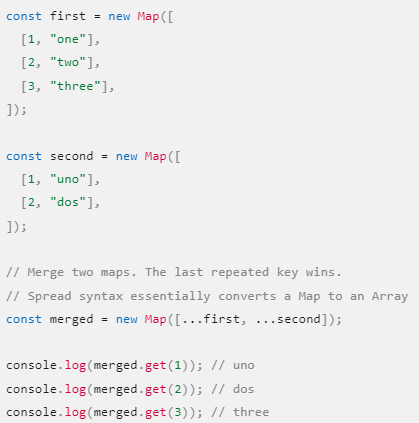 const first = new Map([
  [1, "one"],
  [2, "two"],
  [3, "three"],
]);

const second = new Map([
  [1, "uno"],
  [2, "dos"],
]);

// Merge two maps. The last repeated key wins.
// Spread syntax essentially converts a Map to an Array
const merged = new Map([...first, ...second]);

console.log(merged.get(1)); // uno
console.log(merged.get(2)); // dos
console.log(merged.get(3)); // three